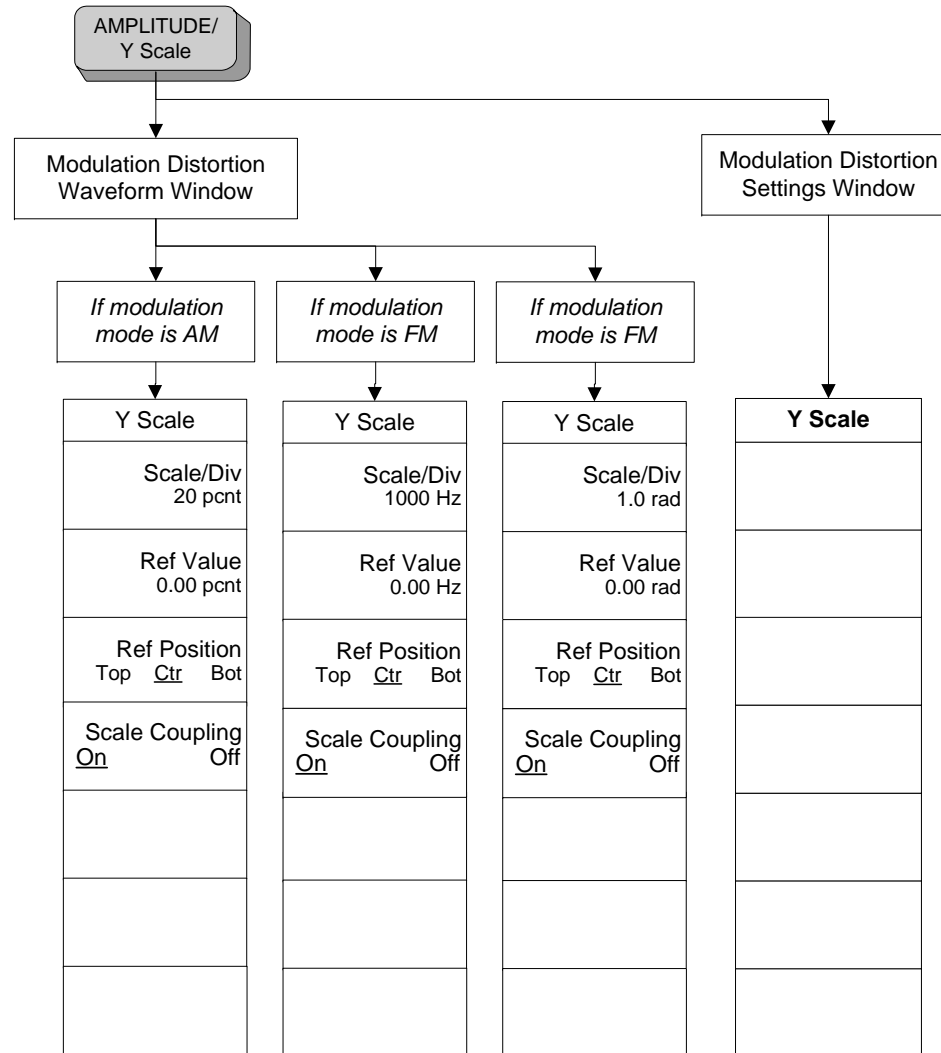 AMPLITUDE/
Y Scale
Modulation Distortion
Waveform Window
Modulation Distortion
Settings Window
If modulation
mode is AM
If modulation
mode is FM
If modulation
mode is FM
Y Scale
Scale/Div
20 pcnt
Ref Value
0.00 pcnt
Ref Position
Top Ctr Bot
Scale Coupling
On Off
Y Scale
Scale/Div
1000 Hz
Ref Value
0.00 Hz
Ref Position
Top Ctr Bot
Scale Coupling
On Off
Y Scale
Scale/Div
1.0 rad
Ref Value
0.00 rad
Ref Position
Top Ctr Bot
Scale Coupling
On Off
Y Scale